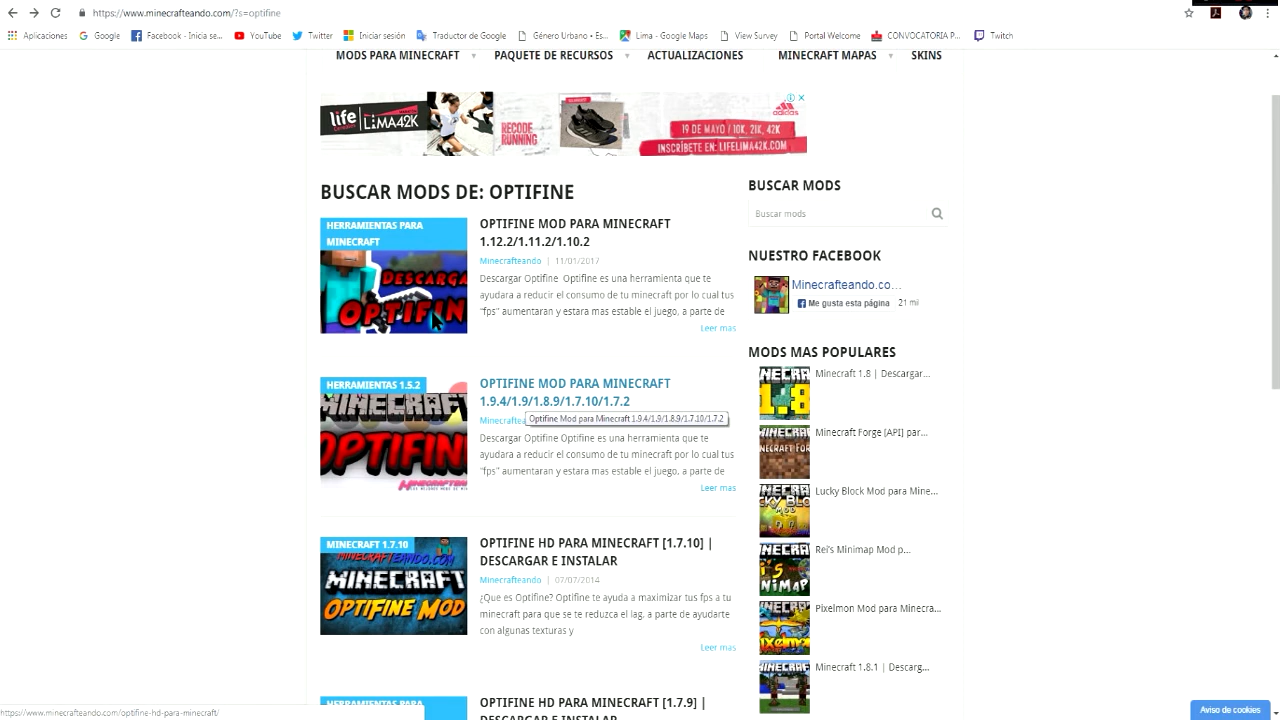 https://www.minecrafteando.com/?s=optifine
Aplicaciones
Google
Facebook - Inicia se...
YouTube
Twitter
Iniciar sesión
Traductor de Google
Género Urbano • Es...
Lima - Google Maps
View Survey
Portal Welcome
CONVOCATORIA P...
Twitch
MODS PARA MINECRAFT
PAQUETE DE RECURSOS
ACTUALIZACIONES
MINECRAFT MAPAS
SKINS
life
LiMA42K
RECODE
RUNNING
adidas
19 DE MAYO / 10K, 21K, 42K
INSCRÍBETE EN: LIFELIMA42K.COM
BUSCAR MODS DE: OPTIFINE
HERRAMIENTAS PARA
MINECRAFT
DESCARGA
OPTIFIN
OPTIFINE MOD PARA MINECRAFT
1.12.2/1.11.2/1.10.2
Minecrafteando | 11/01/2017
Descargar Optifine Optifine es una herramienta que te
ayudara a reducir el consumo de tu minecraft por lo cual tus
"fps" aumentaran y estara mas estable el juego, a parte de
Leer mas
HERRAMIENTAS 1.5.2
MINECRAF
OPTIFIN
OPTIFINE MOD PARA MINECRAFT
1.9.4/1.9/1.8.9/1.7.10/1.7.2
Minecraftea
Optifine Mod para Minecraft 1.9.4/1.9/1.8.9/1.7.10/1.7.2
Descargar Optifine Optifine es una herramienta que te
ayudara a reducir el consumo de tu minecraft por lo cual tus
"fps" aumentaran y estara mas estable el juego, a parte de
Leer mas
MINECRAFT 1.7.10
MINECRAFTEANDO.COM
MINECRAFT
OPTIFINE MOD
OPTIFINE HD PARA MINECRAFT [1.7.10] |
DESCARGAR E INSTALAR
Minecrafteando | 07/07/2014
¿Que es Optifine? Optifine te ayuda a maximizar tus fps a tu
minecraft para que se te reduzca el lag, a parte de ayudarte
con algunas texturas y
Leer mas
HERRAMIENTAS PARA
OPTIFINE HD PARA MINECRAFT [1.7.9] |
DESCARGAR E INSTALAR
BUSCAR MODS
Buscar mods
NUESTRO FACEBOOK
Minecrafteando.co...
Me gusta esta página
21 mil
MODS MAS POPULARES
Minecraft 1.8 | Descargar...
Minecraft Forge [API] par...
Lucky Block Mod para Mine...
Rei's Minimap Mod p...
Pixelmon Mod para Minecra...
Minecraft 1.8.1 | Descarg...
https://www.minecrafteando.com/optifine-hd-para-minecraft/
Aviso de cookies